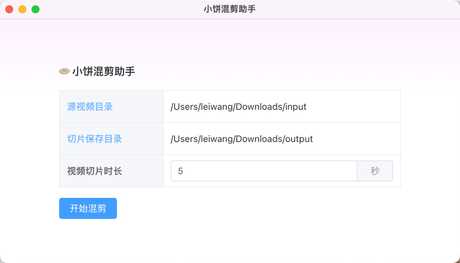 小饼混剪助手
小饼混剪助手
源视频目录 /Users/leiwang/Downloads/input
切片保存目录 /Users/leiwang/Downloads/output
视频切片时长 5 秒
开始混剪